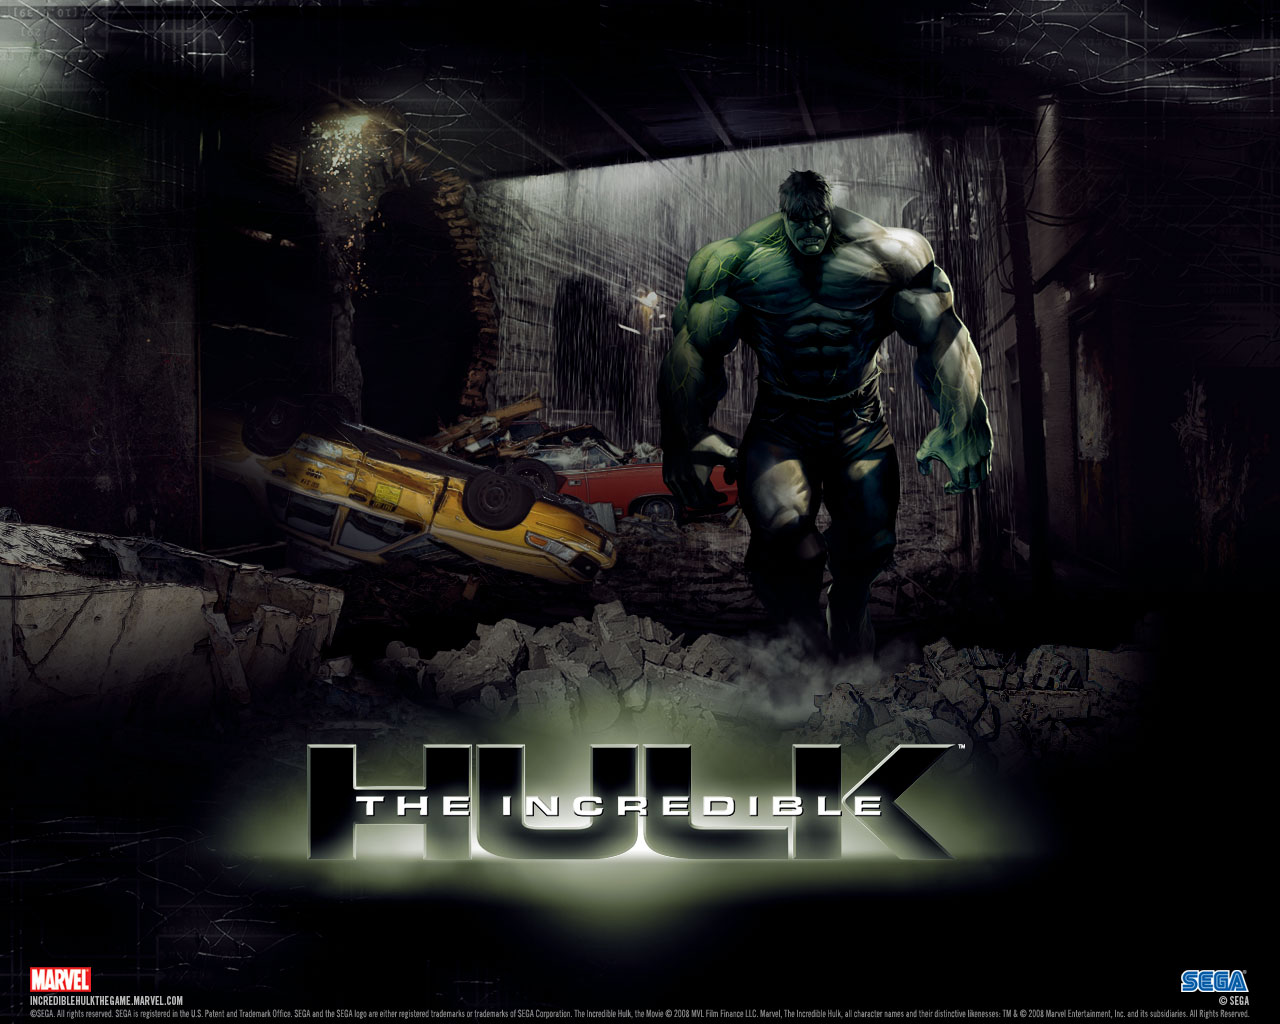 HULK
THE INCREDIBLE
™
MARVEL
INCREDIBLEHULKTHEGAME.MARVEL.COM
SEGA
© SEGA
©SEGA. All rights reserved. SEGA is registered in the U.S. Patent and Trademark Office. SEGA and the SEGA logo are either registered trademarks or trademarks of SEGA Corporation. The Incredible Hulk, the Movie © 2008 MVL Film Finance LLC. Marvel, The Incredible Hulk, all character names and their distinctive likenesses: TM & © 2008 Marvel Entertainment, Inc. and its subsidiaries. All Rights Reserved.